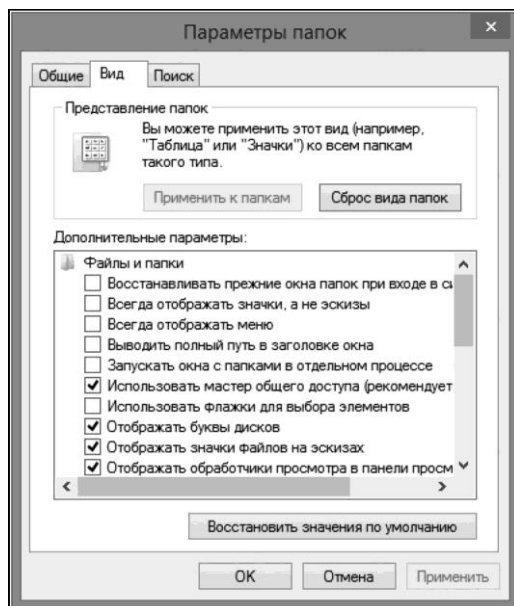 Параметры папок
Общие Вид Поиск
Представление папок
Вы можете применить этот вид (например,
"Таблица" или "Значки") ко всем папкам
такого типа.
Применить к папкам Сброс вида папок
Дополнительные параметры:
Файлы и папки
Восстанавливать прежние окна папок при входе в си
Всегда отображать значки, а не эскизы
Всегда отображать меню
Выводить полный путь в заголовке окна
Запускать окна с папками в отдельном процессе
Использовать мастер общего доступа (рекомендует
Использовать флажки для выбора элементов
Отображать буквы дисков
Отображать значки файлов на эскизах
Отображать обработчики просмотра в панели просм
Восстановить значения по умолчанию
OK Отмена Применить